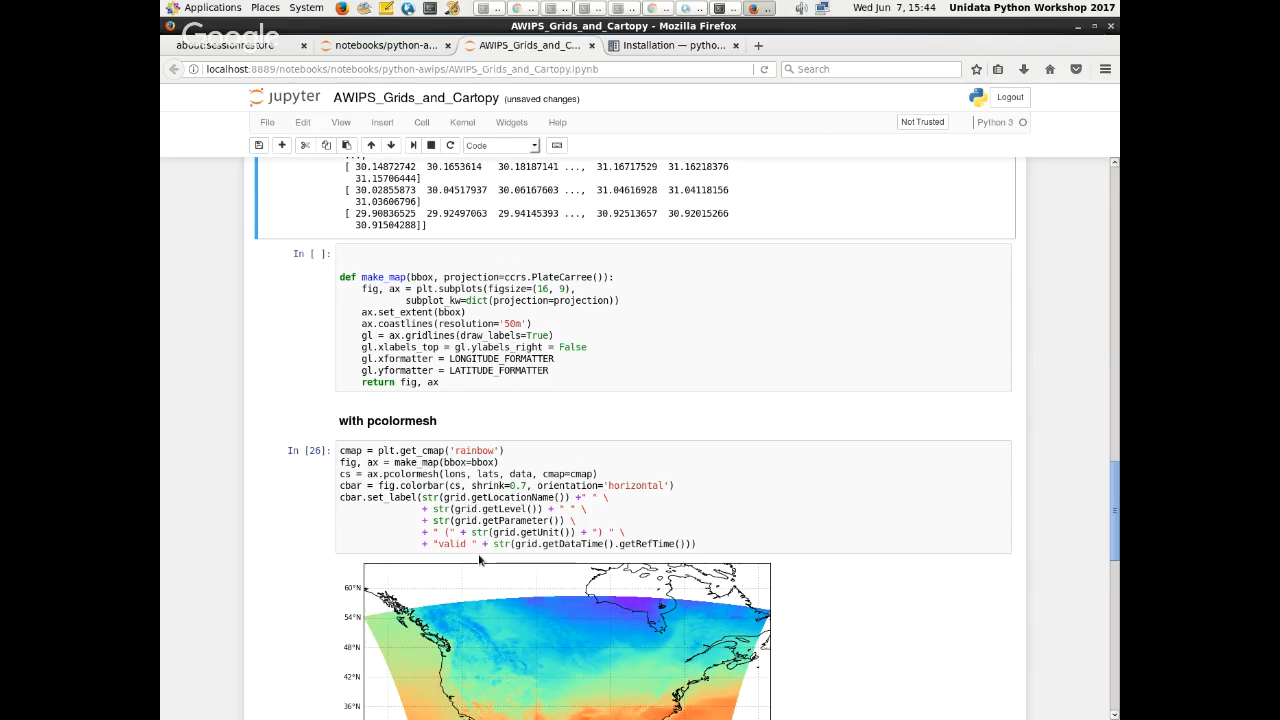 Applications Places System Wed Jun 7, 15:44 Unidata Python Workshop 2017
Google
AWIPS_Grids_and_Cartopy - Mozilla Firefox
about:sessionrestore notebooks/python-a... AWIPS_Grids_and_C... Installation — pytho...
localhost:8889/notebooks/notebooks/python-awips/AWIPS_Grids_and_Cartopy.ipynb Search
jupyter AWIPS_Grids_and_Cartopy (unsaved changes) Logout
File Edit View Insert Cell Kernel Widgets Help Not Trusted Python 3
Code
...,
[ 30.14872742 30.1653614 30.18187141 ..., 31.16717529 31.16218376
31.15706444]
[ 30.02855873 30.04517937 30.06167603 ..., 31.04616928 31.04118156
31.03606796]
[ 29.90836525 29.92497063 29.94145393 ..., 30.92513657 30.92015266
30.91504288]]
In [ ]:
def make_map(bbox, projection=ccrs.PlateCarree()):
fig, ax = plt.subplots(figsize=(16, 9),
subplot_kw=dict(projection=projection))
ax.set_extent(bbox)
ax.coastlines(resolution='50m')
gl = ax.gridlines(draw_labels=True)
gl.xlabels_top = gl.ylabels_right = False
gl.xformatter = LONGITUDE_FORMATTER
gl.yformatter = LATITUDE_FORMATTER
return fig, ax
with pcolormesh
In [26]: cmap = plt.get_cmap('rainbow')
fig, ax = make_map(bbox=bbox)
cs = ax.pcolormesh(lons, lats, data, cmap=cmap)
cbar = fig.colorbar(cs, shrink=0.7, orientation='horizontal')
cbar.set_label(str(grid.getLocationName()) +" " \
+ str(grid.getLevel()) + " " \
+ str(grid.getParameter()) \
+ " (" + str(grid.getUnit()) + ") " \
+ "valid " + str(grid.getDataTime().getRefTime()))
60°N
54°N
48°N
42°N
36°N